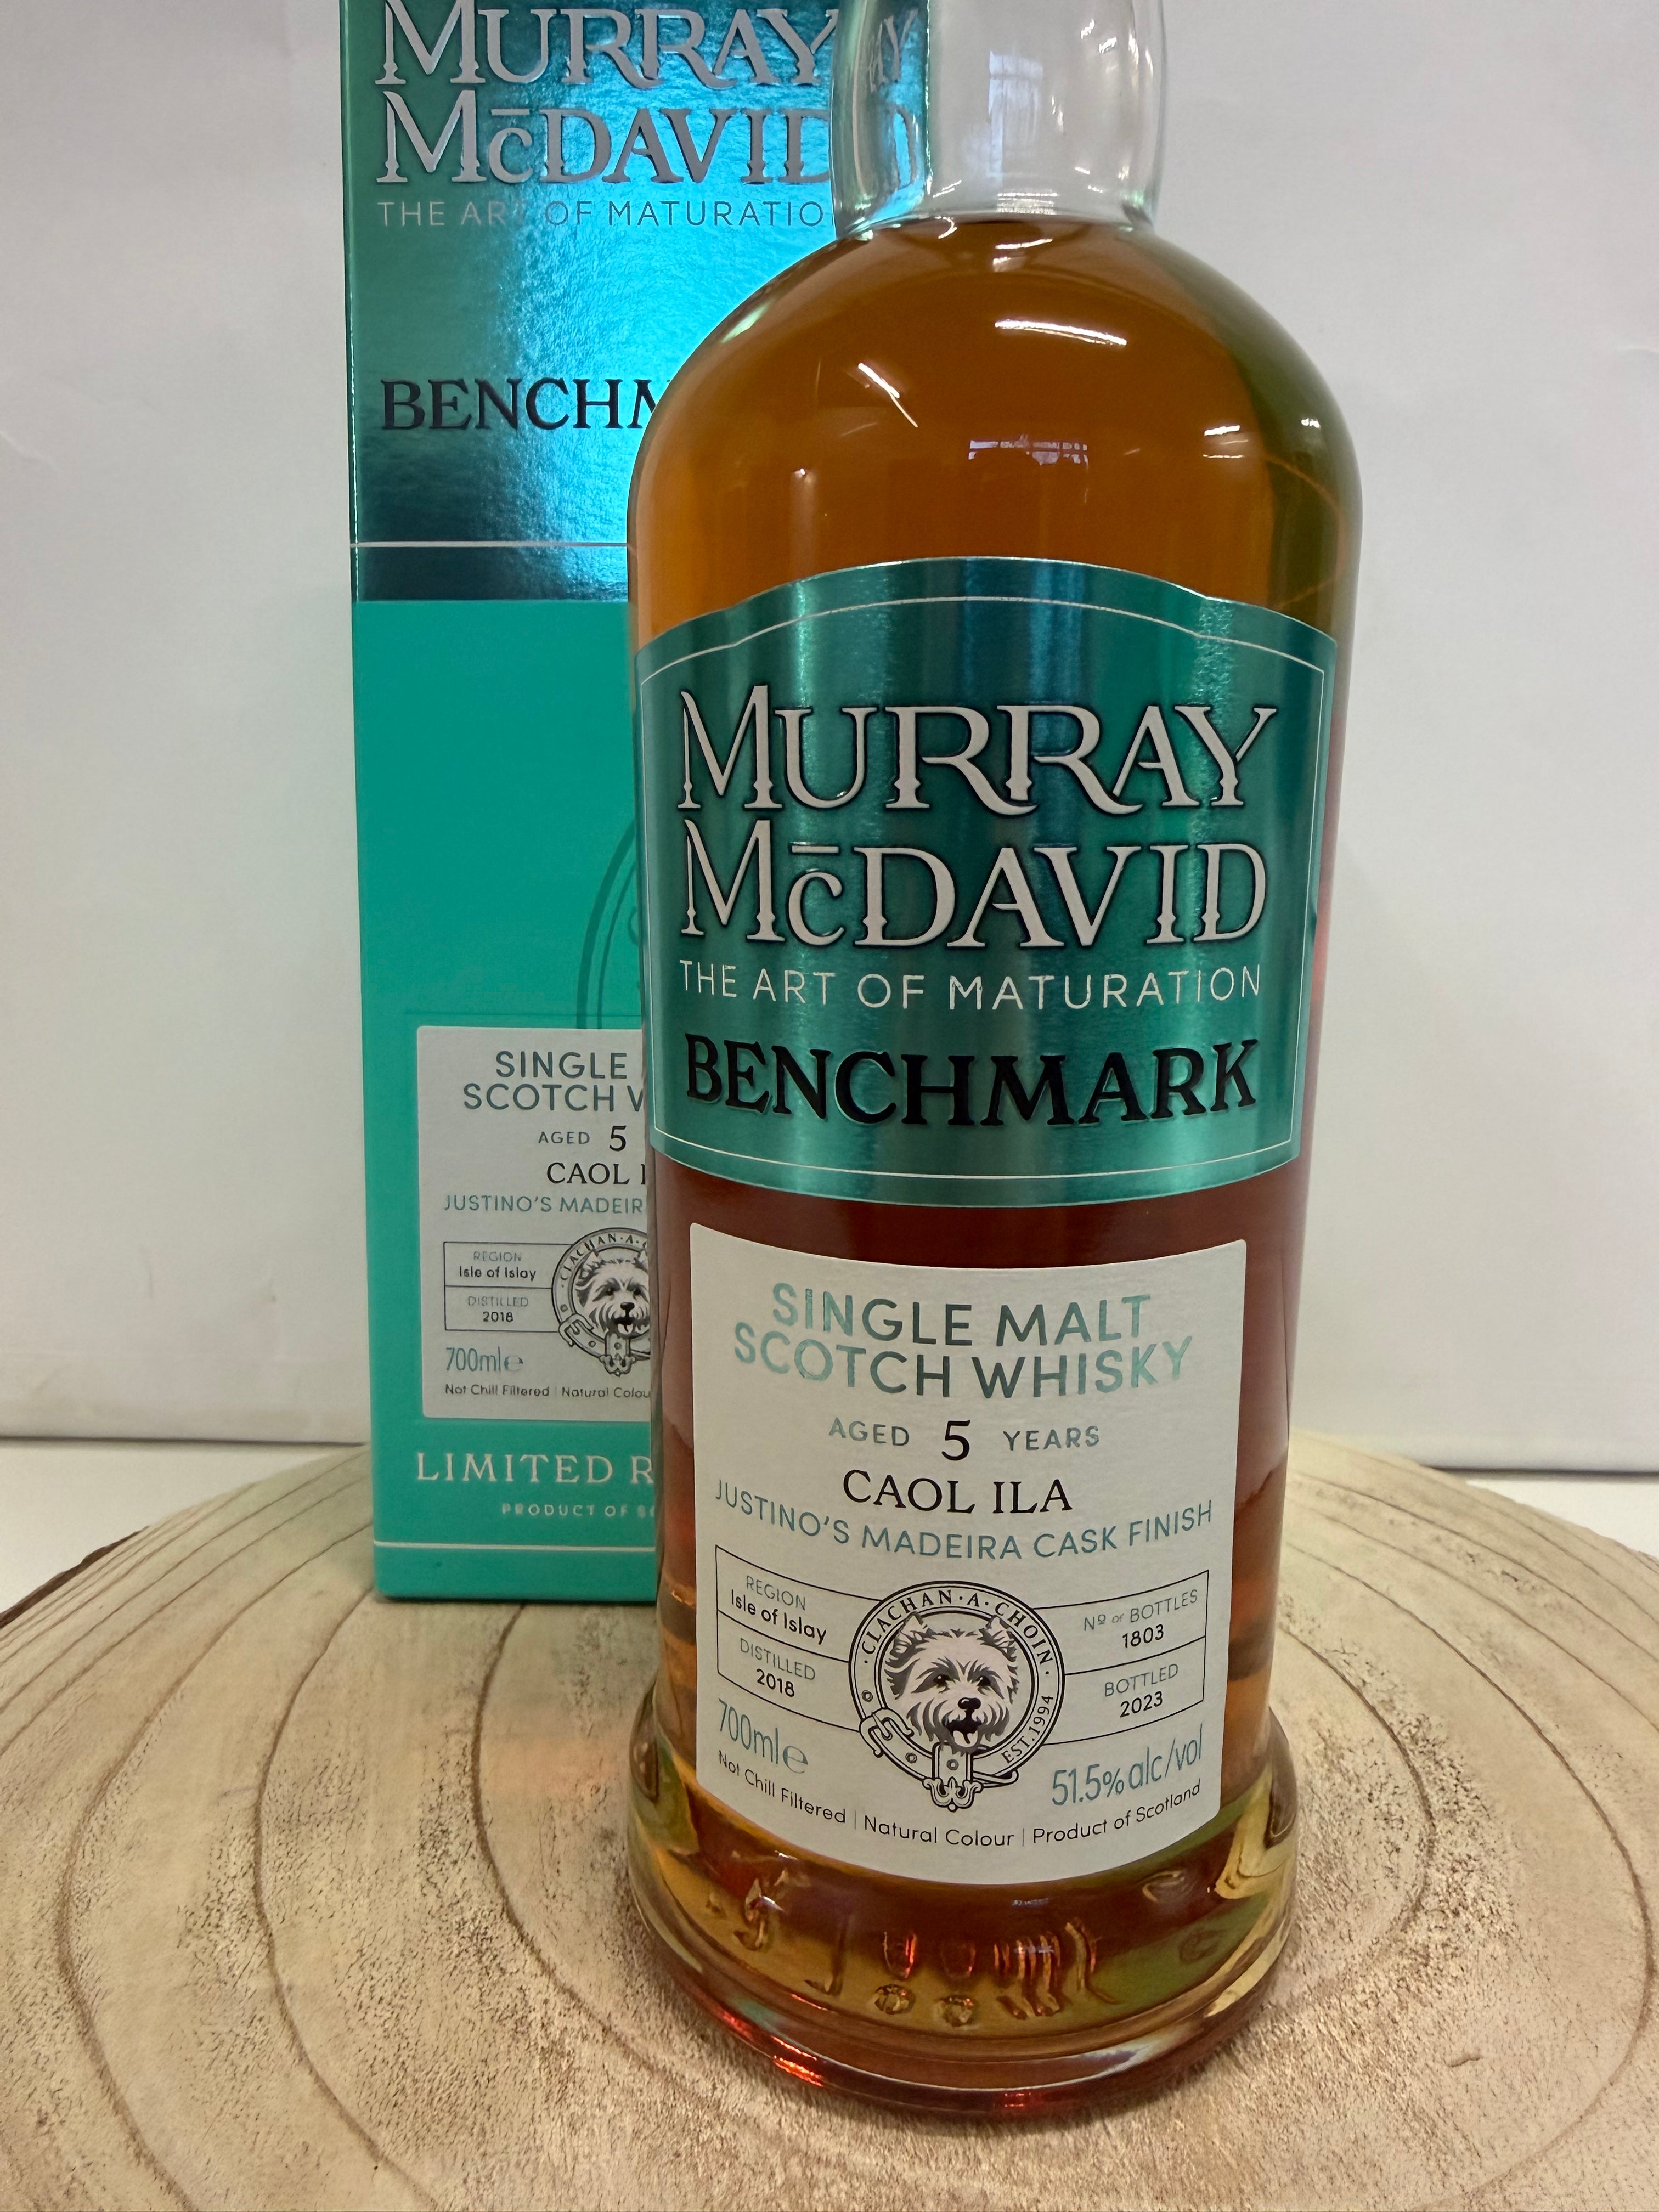 MURRAY
McDAVID
THE ART OF MATURATIO
BENCHM
SINGLE
SCOTCH W
AGED 5
CAOL I
JUSTINO'S MADEIR
CLACHAN·A·C
REGION
Isle of Islay
DISTILLED
2018
700ml℮
Not Chill Filtered | Natural Colou
LIMITED R
PRODUCT OF SC
MURRAY
McDAVID
THE ART OF MATURATION
BENCHMARK
SINGLE MALT
SCOTCH WHISKY
AGED 5 YEARS
CAOL ILA
JUSTINO'S MADEIRA CASK FINISH
REGION
Isle of Islay
DISTILLED
2018
·CLACHAN·A·CHOIN·
EST.1994
Nº of BOTTLES
1803
BOTTLED
2023
700ml℮
51.5%alc/vol
Not Chill Filtered | Natural Colour | Product of Scotland